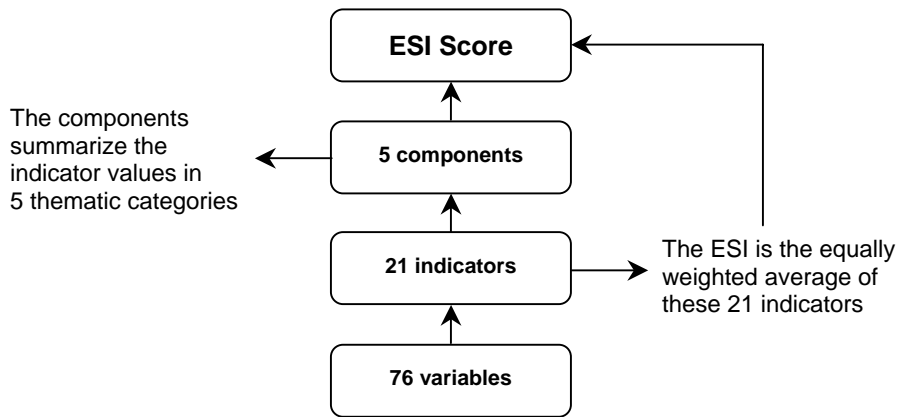 ESI Score
The components
summarize the
indicator values in
5 thematic categories
5 components
21 indicators
The ESI is the equally
weighted average of
these 21 indicators
76 variables